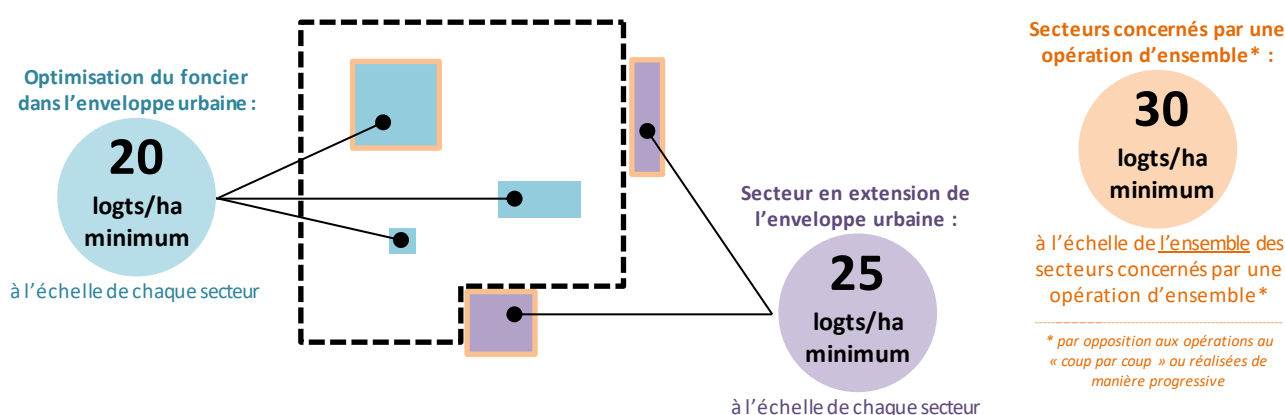 Optimisation du foncier
dans l'enveloppe urbaine :
20
logts/ha
minimum
à l'échelle de chaque secteur
Secteur en extension de
l'enveloppe urbaine :
25
logts/ha
minimum
à l'échelle de chaque secteur
Secteurs concernés par une
opération d'ensemble* :
30
logts/ha
minimum
à l'échelle de l'ensemble des
secteurs concernés par une
opération d'ensemble*
* par opposition aux opérations au
« coup par coup » ou réalisées de
manière progressive